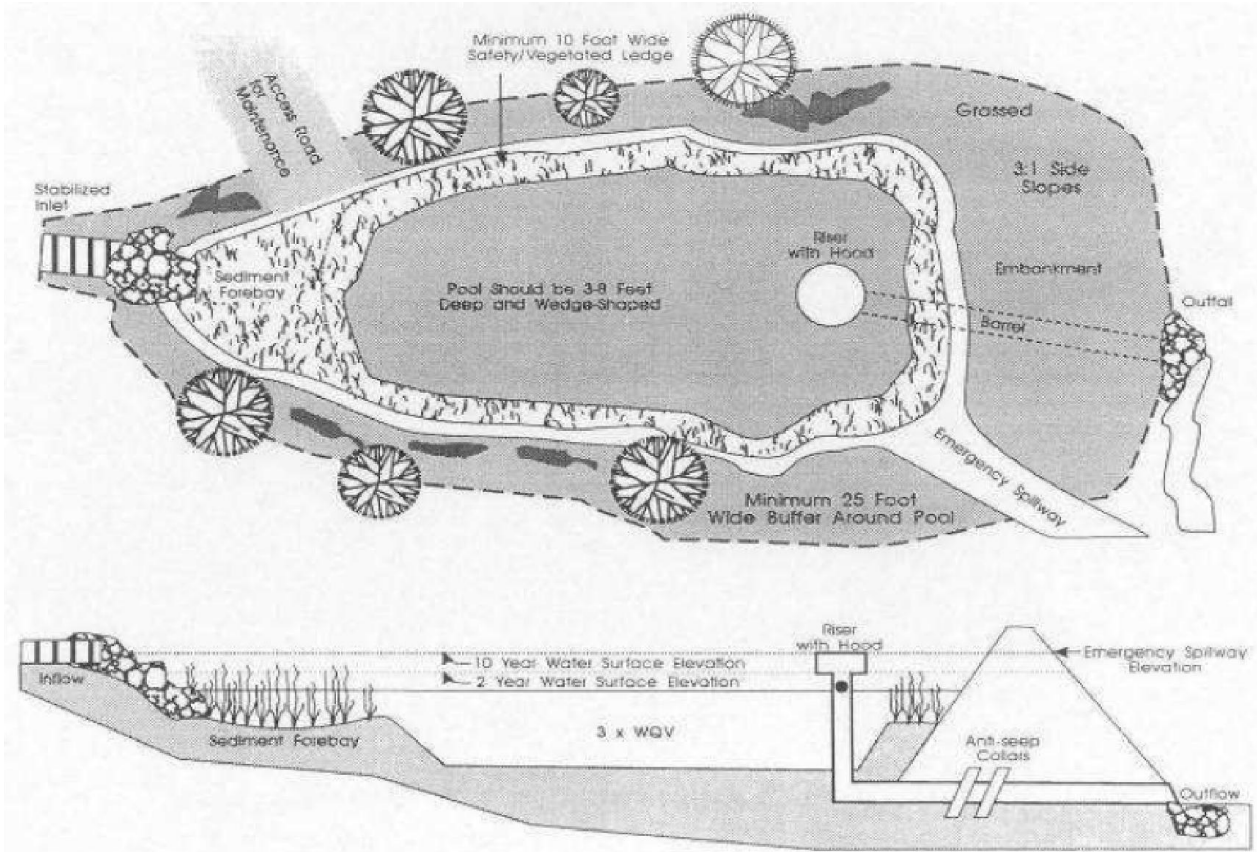 Minimum 10 Foot Wide
Safety/Vegetated Ledge
Access Road
for
Maintenance
Grassed
3:1 Side
Slopes
Stabilized
Inlet
Riser
with Hood
Sediment
Forebay
Pool Should be 3-8 Feet
Deep and Wedge-Shaped
Embankment
Outfall
Barrel
Emergency Spillway
Minimum 25 Foot
Wide Buffer Around Pool
Riser
with Hood
10 Year Water Surface Elevation
Emergency Spillway
Elevation
Inflow
2 Year Water Surface Elevation
Sediment Forebay
3 x WQV
Anti-seep
Collars
Outflow